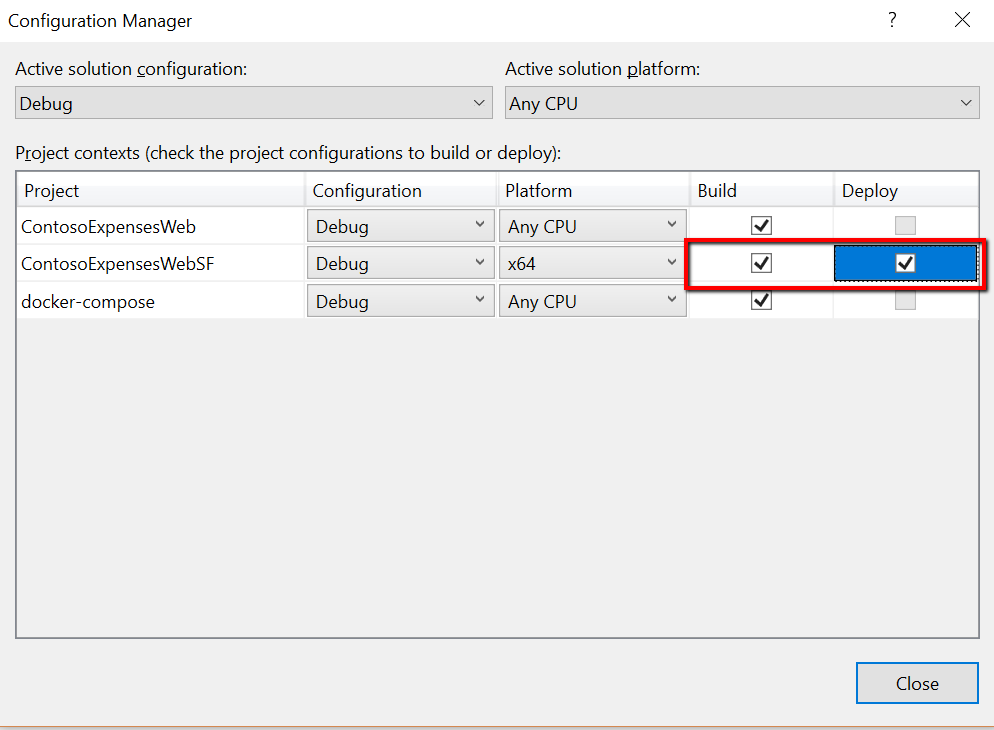 Configuration Manager ?
Active solution configuration: Active solution platform:
Debug Any CPU
Project contexts (check the project configurations to build or deploy):
Project Configuration Platform Build Deploy
ContosoExpensesWeb Debug Any CPU
ContosoExpensesWebSF Debug x64
docker-compose Debug Any CPU
Close